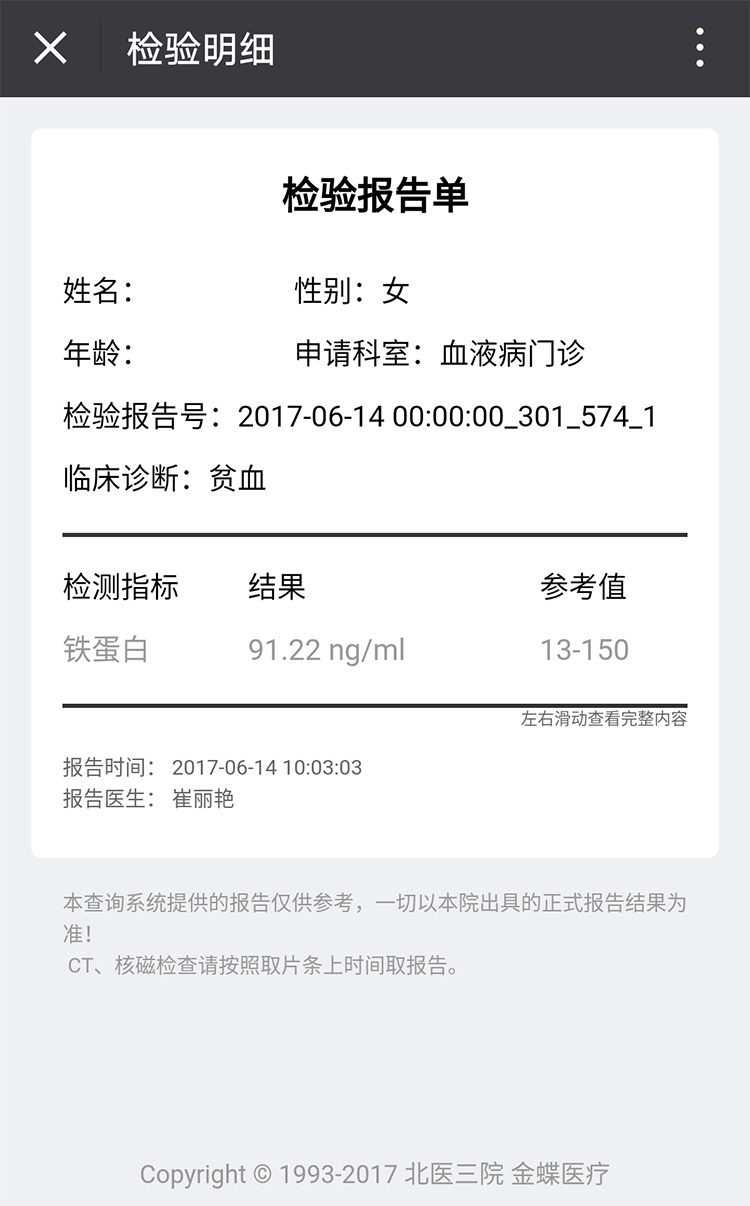 检验明细
检验报告单
姓名： 性别：女
年龄： 申请科室：血液病门诊
检验报告号：2017-06-14 00:00:00_301_574_1
临床诊断：贫血
检测指标 结果 参考值
铁蛋白 91.22 ng/ml 13-150
左右滑动查看完整内容
报告时间： 2017-06-14 10:03:03
报告医生： 崔丽艳
本查询系统提供的报告仅供参考，一切以本院出具的正式报告结果为
准！
CT、核磁检查请按照取片条上时间取报告。
Copyright © 1993-2017 北医三院 金蝶医疗